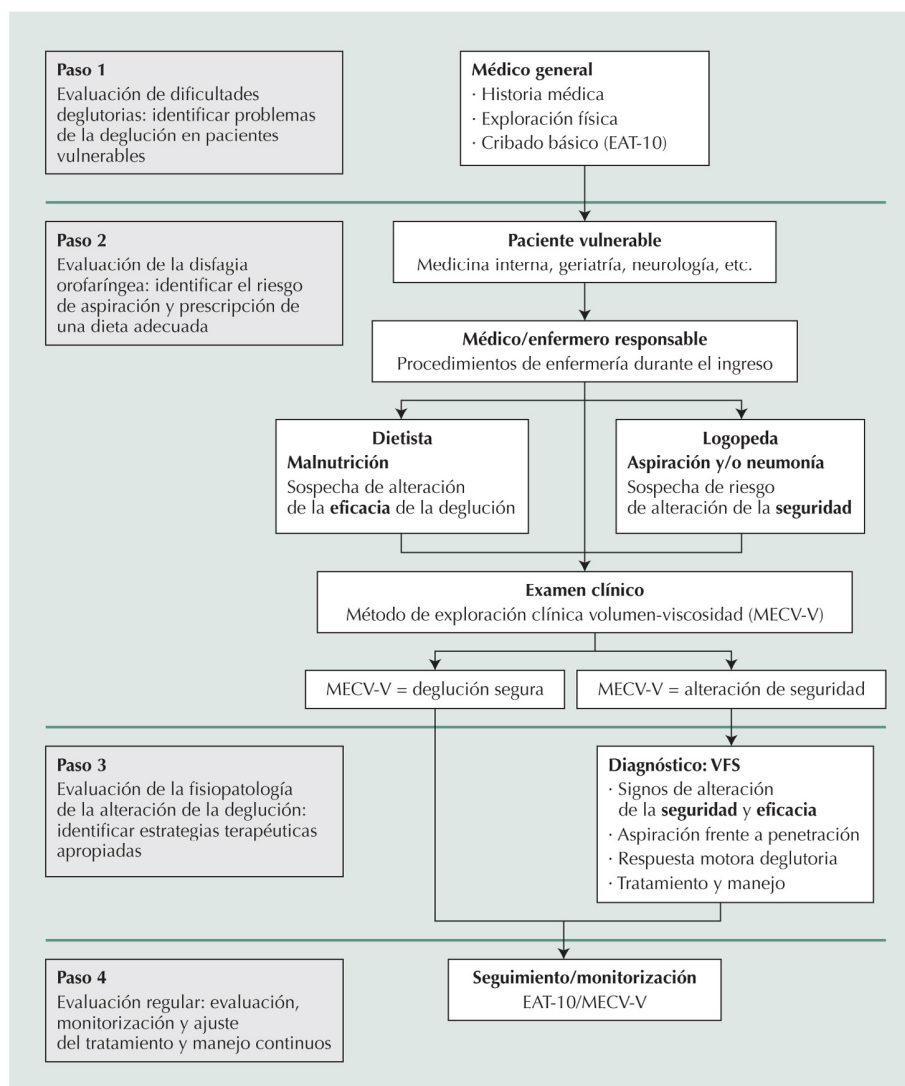 Paso 1
Evaluación de dificultades
deglutorias: identificar problemas
de la deglución en pacientes
vulnerables
Médico general
· Historia médica
· Exploración física
· Cribado básico (EAT-10)
Paso 2
Evaluación de la disfagia
orofaríngea: identificar el riesgo
de aspiración y prescripción de
una dieta adecuada
Paciente vulnerable
Medicina interna, geriatría, neurología, etc.
Médico/enfermero responsable
Procedimientos de enfermería durante el ingreso
Dietista
Malnutrición
Sospecha de alteración
de la eficacia de la deglución
Logopeda
Aspiración y/o neumonía
Sospecha de riesgo
de alteración de la seguridad
Examen clínico
Método de exploración clínica volumen-viscosidad (MECV-V)
MECV-V = deglución segura
MECV-V = alteración de seguridad
Paso 3
Evaluación de la fisiopatología
de la alteración de la deglución:
identificar estrategias terapéuticas
apropiadas
Diagnóstico: VFS
· Signos de alteración
de la seguridad y eficacia
· Aspiración frente a penetración
· Respuesta motora deglutoria
· Tratamiento y manejo
Paso 4
Evaluación regular: evaluación,
monitorización y ajuste
del tratamiento y manejo continuos
Seguimiento/monitorización
EAT-10/MECV-V